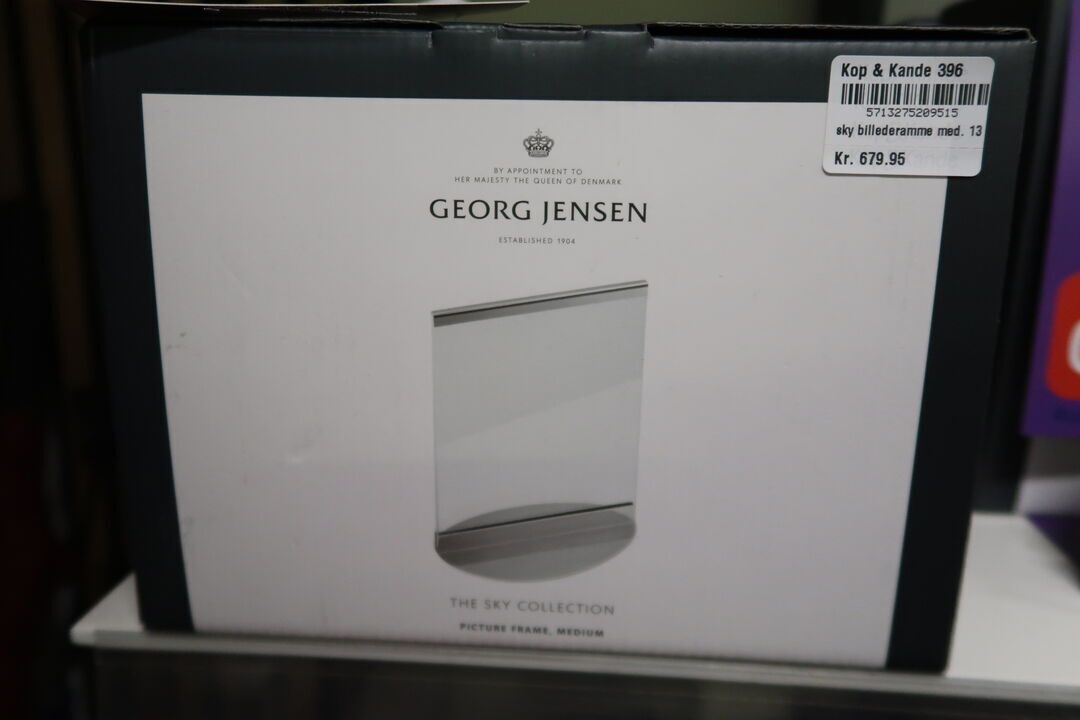 Kop & Kande 396
5713275209515
sky billederamme med. 13
Kr. 679.95
BY APPOINTMENT TO
HER MAJESTY THE QUEEN OF DENMARK
GEORG JENSEN
ESTABLISHED 1904
THE SKY COLLECTION
PICTURE FRAME, MEDIUM